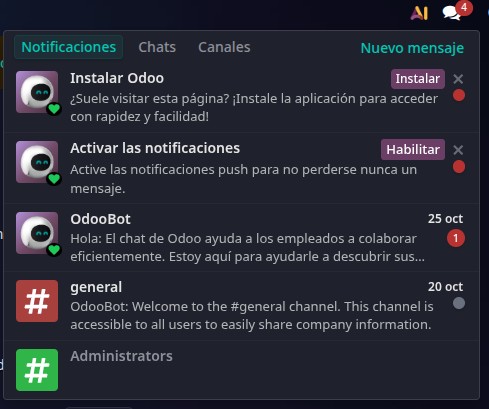 AI
4
Notificaciones Chats Canales Nuevo mensaje
Instalar Odoo Instalar
¿Suele visitar esta página? ¡Instale la aplicación para acceder
con rapidez y facilidad!
Activar las notificaciones Habilitar
Active las notificaciones push para no perderse nunca un
mensaje.
OdooBot 25 oct
Hola: El chat de Odoo ayuda a los empleados a colaborar 1
eficientemente. Estoy aquí para ayudarle a descubrir sus...
# general 20 oct
OdooBot: Welcome to the #general channel. This channel is
accessible to all users to easily share company information.
# Administrators